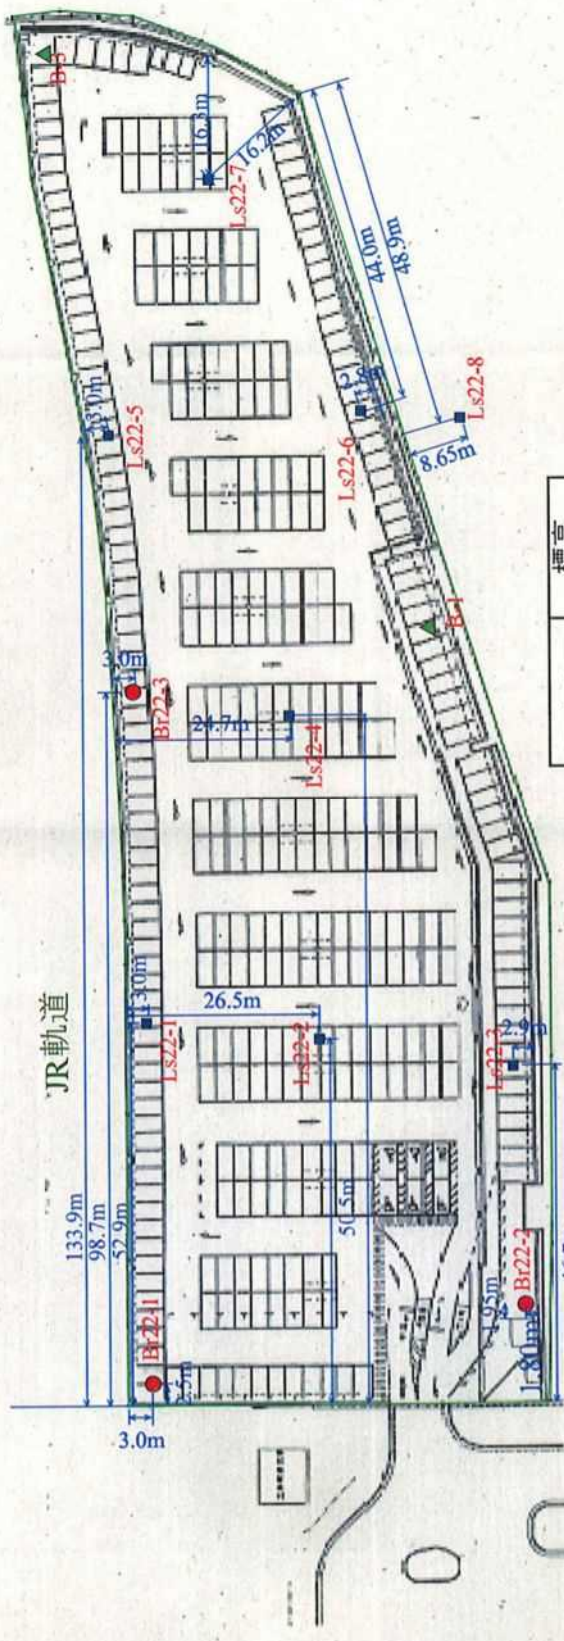 JR軌道
133.9m
98.7m
52.9m
3.0m
Br22-1
3.0m
Ls22-1
26.5m
Ls22-2
50.5m
Ls22-3
2.9m
Br22-2
1.80m
3.0m
Br22-3
24.7m
Ls22-4
Ls22-5
Ls22-6
44.0m
48.9m
8.65m
Ls22-8
16.3m
16.2m
Ls22-7
B-3
B-1